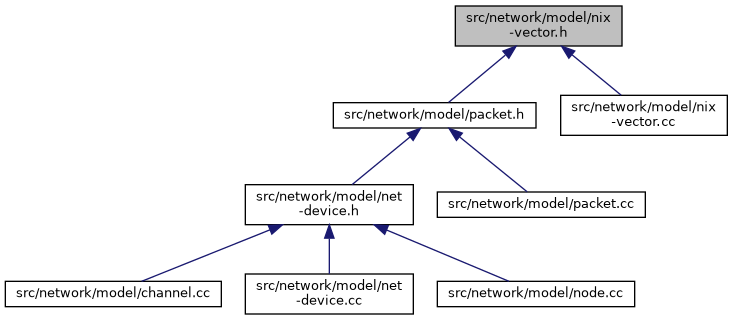 src/network/model/nix
-vector.h
src/network/model/packet.h
src/network/model/nix
-vector.cc
src/network/model/net
-device.h
src/network/model/packet.cc
src/network/model/channel.cc
src/network/model/net
-device.cc
src/network/model/node.cc